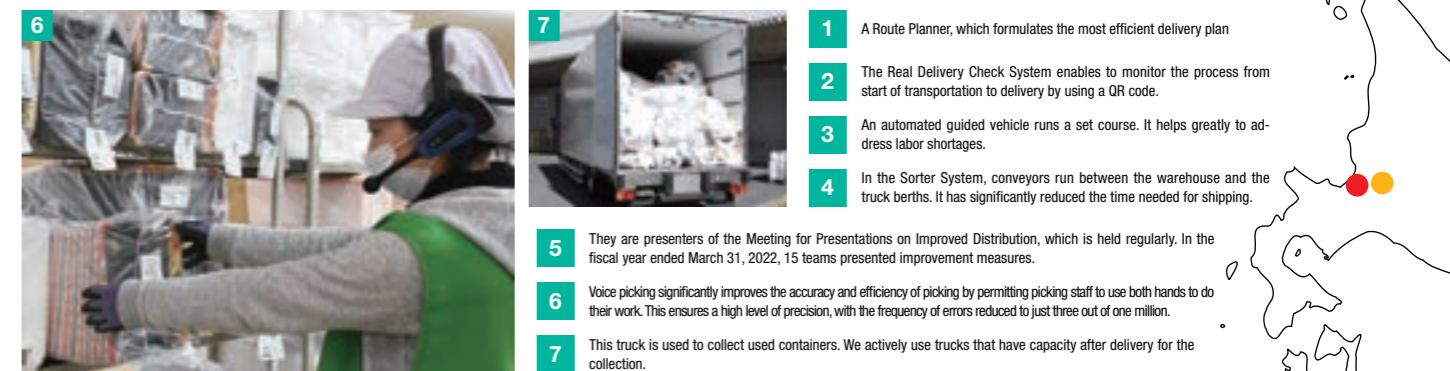 6
7
1
A Route Planner, which formulates the most efficient delivery plan
2
The Real Delivery Check System enables to monitor the process from
start of transportation to delivery by using a QR code.
3
An automated guided vehicle runs a set course. It helps greatly to ad-
dress labor shortages.
4
In the Sorter System, conveyors run between the warehouse and the
truck berths. It has significantly reduced the time needed for shipping.
5
They are presenters of the Meeting for Presentations on Improved Distribution, which is held regularly. In the
fiscal year ended March 31, 2022, 15 teams presented improvement measures.
6
Voice picking significantly improves the accuracy and efficiency of picking by permitting picking staff to use both hands to do
their work. This ensures a high level of precision, with the frequency of errors reduced to just three out of one million.
7
This truck is used to collect used containers. We actively use trucks that have capacity after delivery for the
collection.